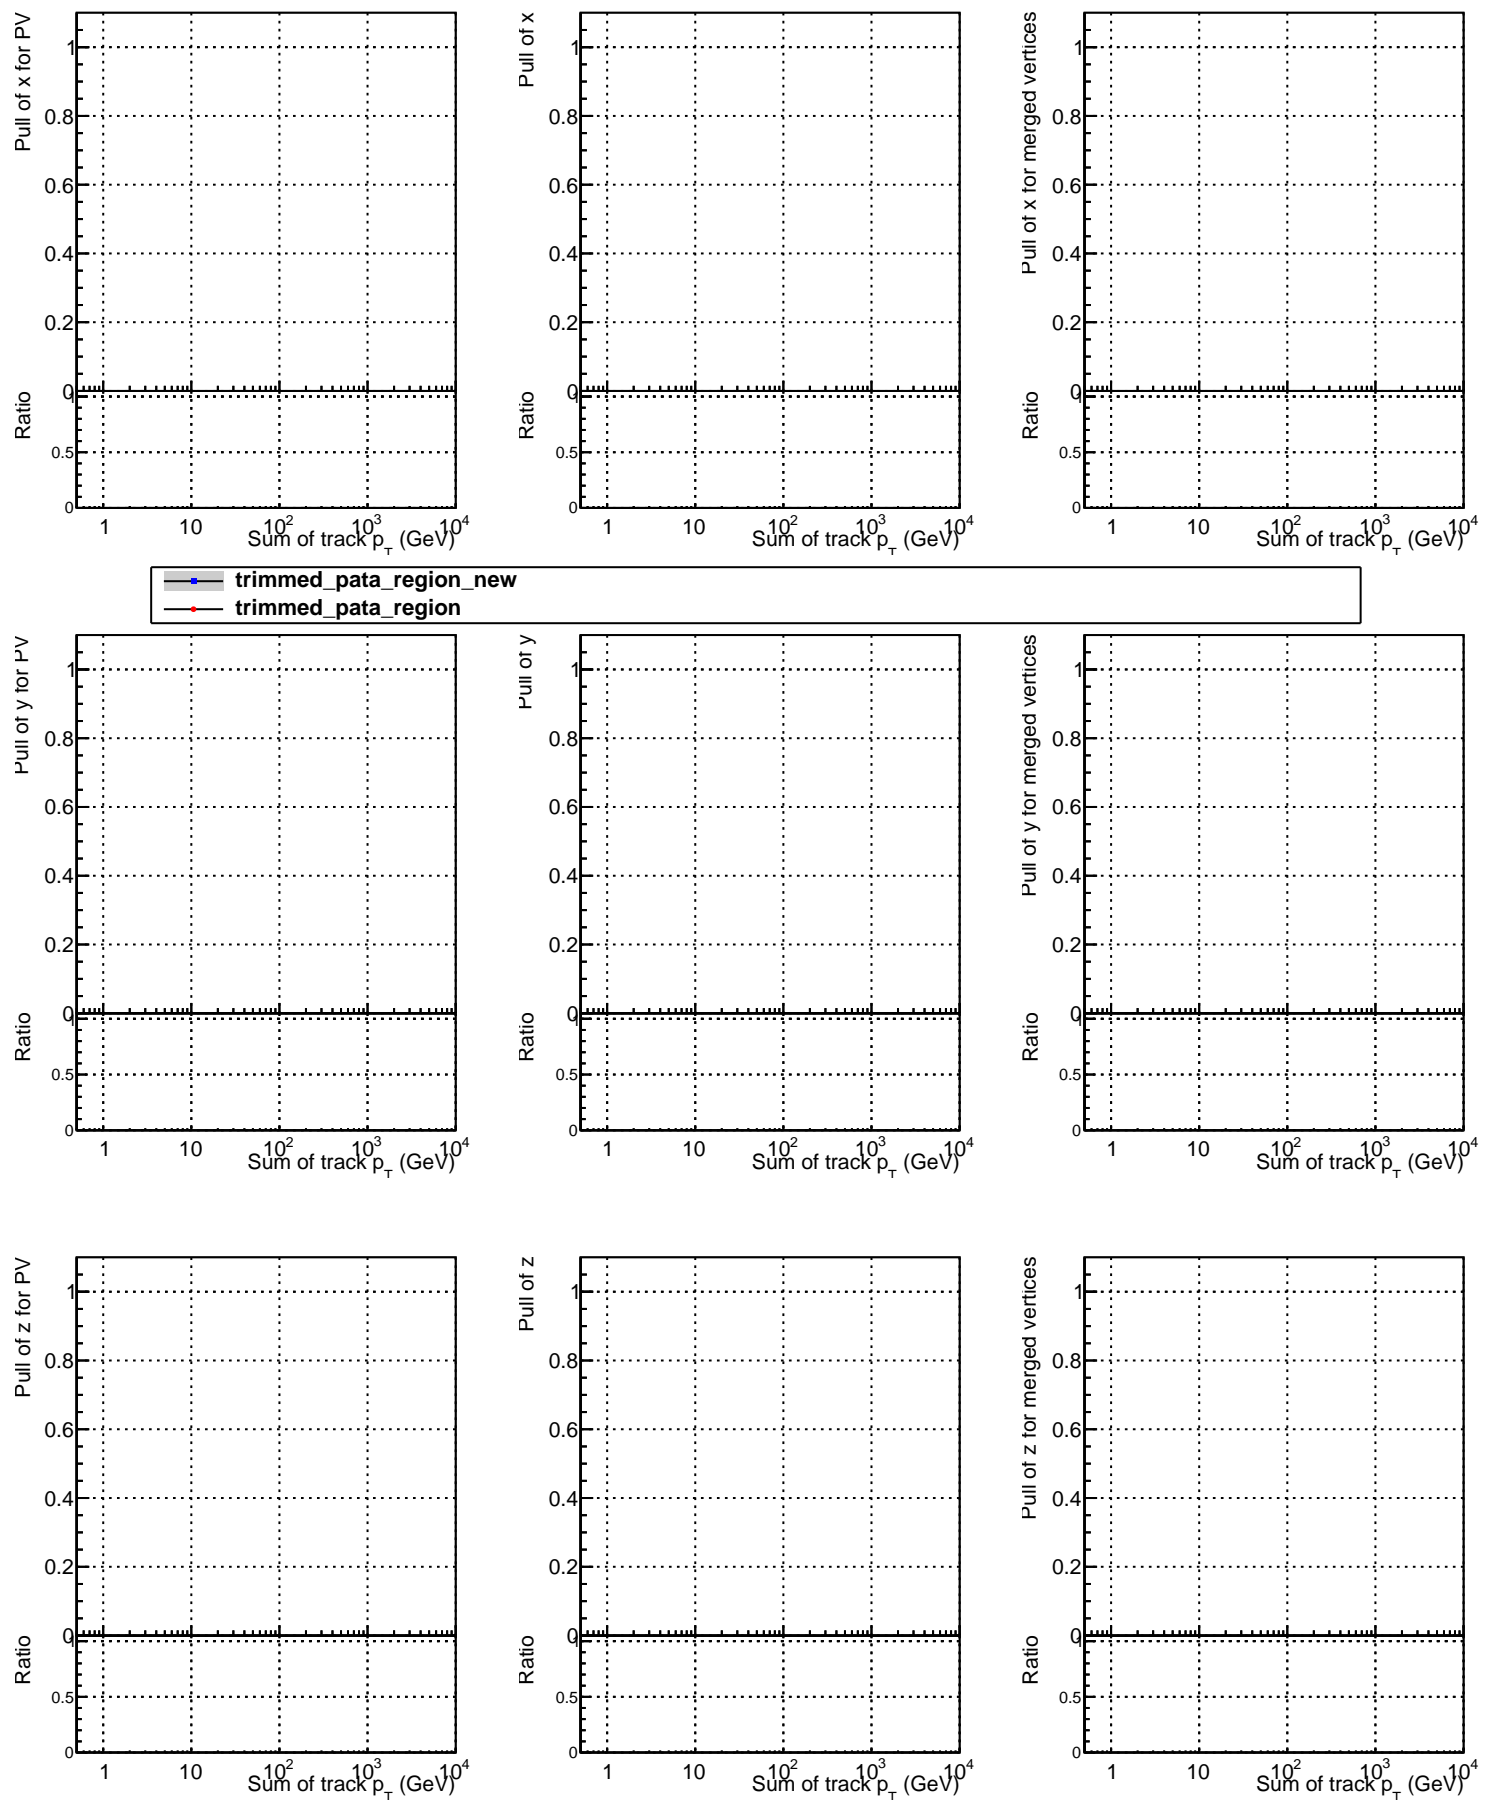 Pull of x for PV
1
0.8
0.6
0.4
0.2
0
Ratio
1
0.5
0
1 10 10^2 10^3 10^4
Sum of track p_T (GeV)
Pull of x
1
0.8
0.6
0.4
0.2
0
Ratio
1
0.5
0
1 10 10^2 10^3 10^4
Sum of track p_T (GeV)
Pull of x for merged vertices
1
0.8
0.6
0.4
0.2
0
Ratio
1
0.5
0
1 10 10^2 10^3 10^4
Sum of track p_T (GeV)
trimmed_pata_region_new
trimmed_pata_region
Pull of y for PV
1
0.8
0.6
0.4
0.2
0
Ratio
1
0.5
0
1 10 10^2 10^3 10^4
Sum of track p_T (GeV)
Pull of y
1
0.8
0.6
0.4
0.2
0
Ratio
1
0.5
0
1 10 10^2 10^3 10^4
Sum of track p_T (GeV)
Pull of y for merged vertices
1
0.8
0.6
0.4
0.2
0
Ratio
1
0.5
0
1 10 10^2 10^3 10^4
Sum of track p_T (GeV)
Pull of z for PV
1
0.8
0.6
0.4
0.2
0
Ratio
1
0.5
0
1 10 10^2 10^3 10^4
Sum of track p_T (GeV)
Pull of z
1
0.8
0.6
0.4
0.2
0
Ratio
1
0.5
0
1 10 10^2 10^3 10^4
Sum of track p_T (GeV)
Pull of z for merged vertices
1
0.8
0.6
0.4
0.2
0
Ratio
1
0.5
0
1 10 10^2 10^3 10^4
Sum of track p_T (GeV)